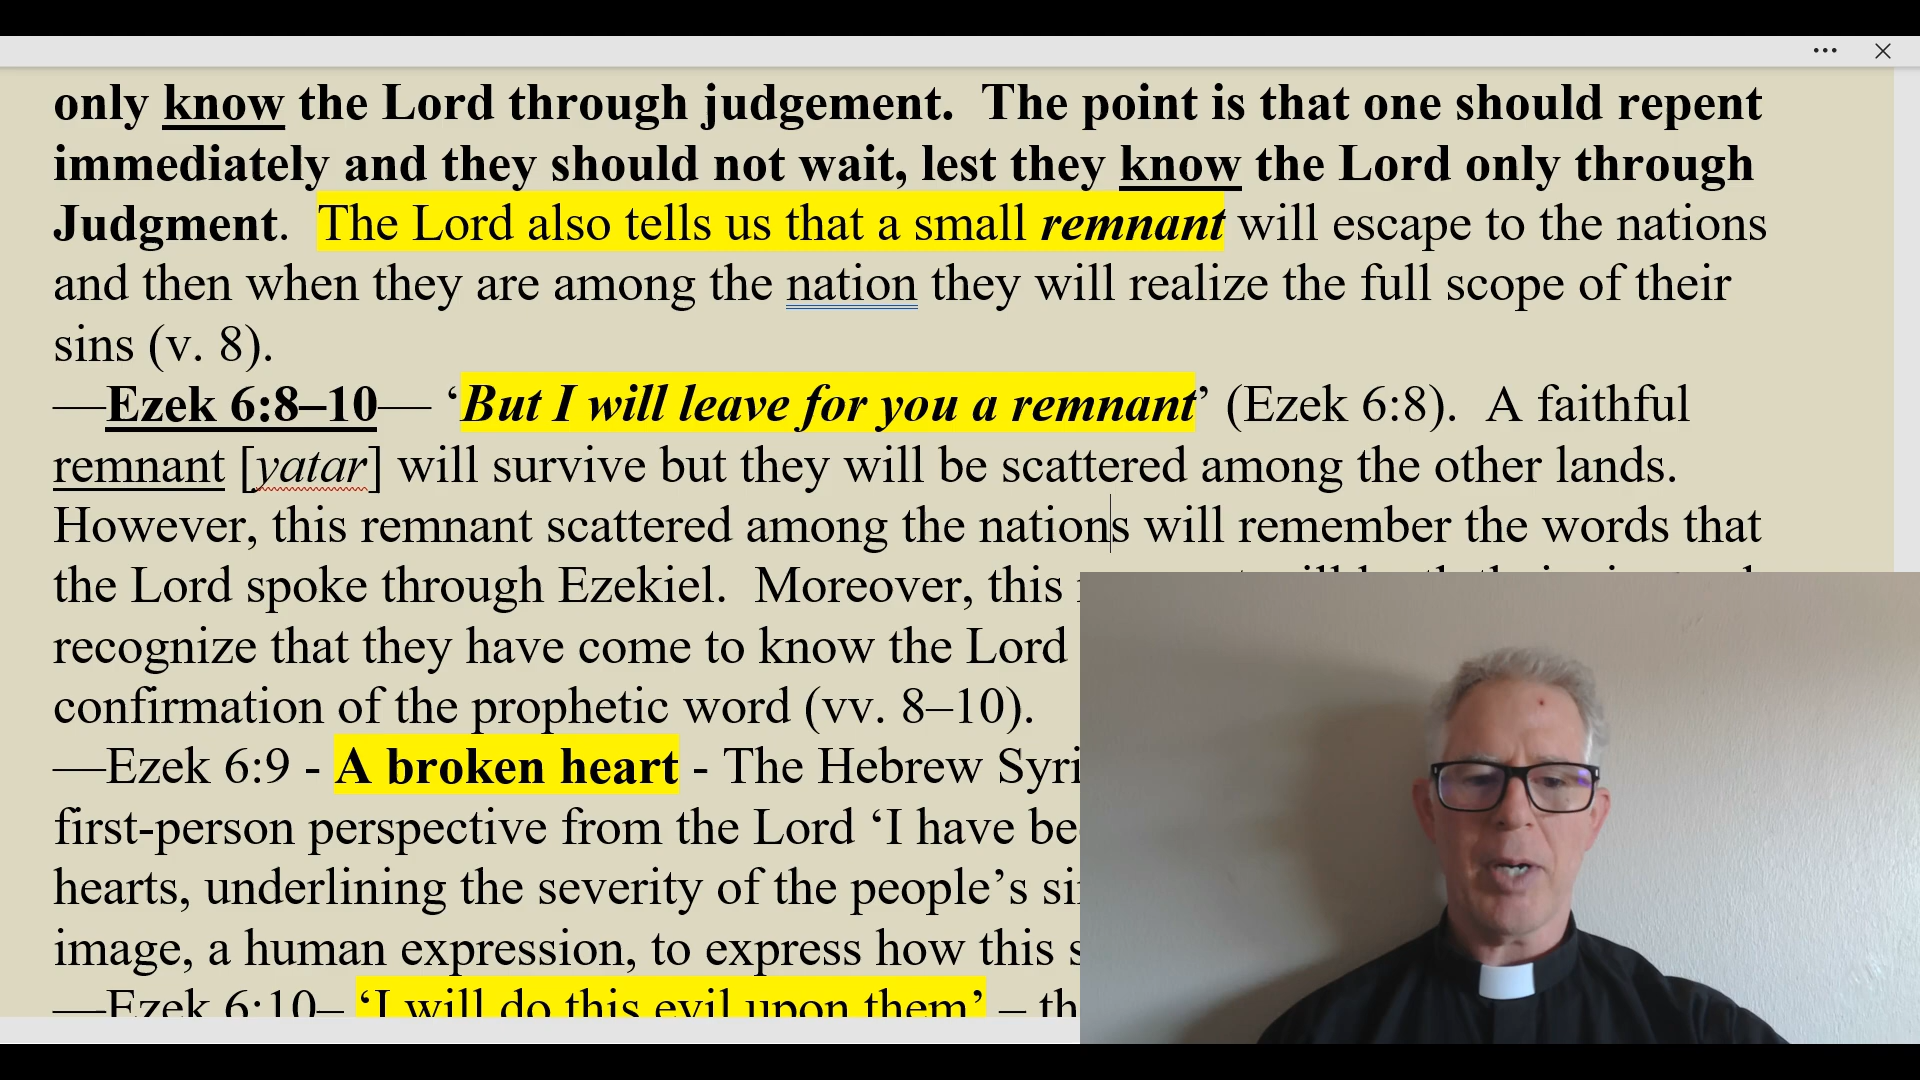 only know the Lord through judgement.  The point is that one should repent
immediately and they should not wait, lest they know the Lord only through
Judgment.  The Lord also tells us that a small remnant will escape to the nations
and then when they are among the nation they will realize the full scope of their
sins (v. 8).
—Ezek 6:8–10— ‘But I will leave for you a remnant’ (Ezek 6:8).  A faithful
remnant [yatar] will survive but they will be scattered among the other lands.
However, this remnant scattered among the nations will remember the words that
the Lord spoke through Ezekiel.  Moreover, this
recognize that they have come to know the Lord
confirmation of the prophetic word (vv. 8–10).
—Ezek 6:9 - A broken heart - The Hebrew
first-person perspective from the Lord ‘I have
hearts, underlining the severity of the people’s
image, a human expression, to express how this
—Ezek 6:10– ‘I will do this evil upon them’ –